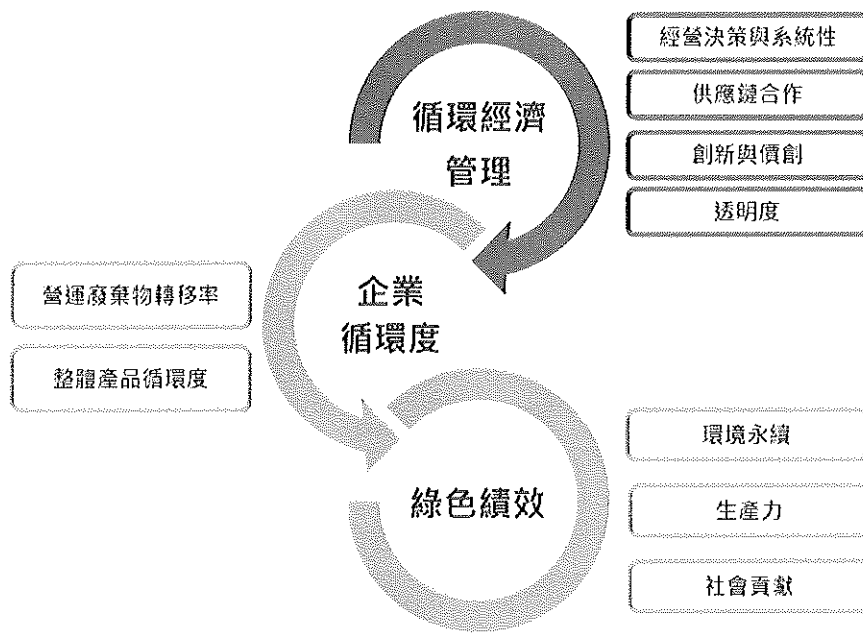 循環經濟
管理
經營決策與系統性
供應鏈合作
創新與價創
透明度
企業
循環度
營運廢棄物轉移率
整體產品循環度
綠色績效
環境永續
生產力
社會貢獻